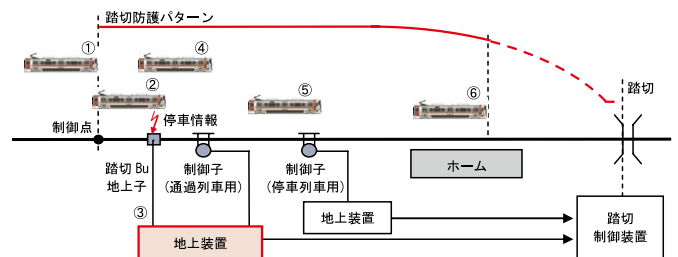 踏切防護パターン
①
④
②
⑤
⑥
踏切
停車情報
制御点
踏切 Bu
地上子
制御子
(通過列車用)
制御子
(停車列車用)
ホーム
③
地上装置
地上装置
踏切
制御装置